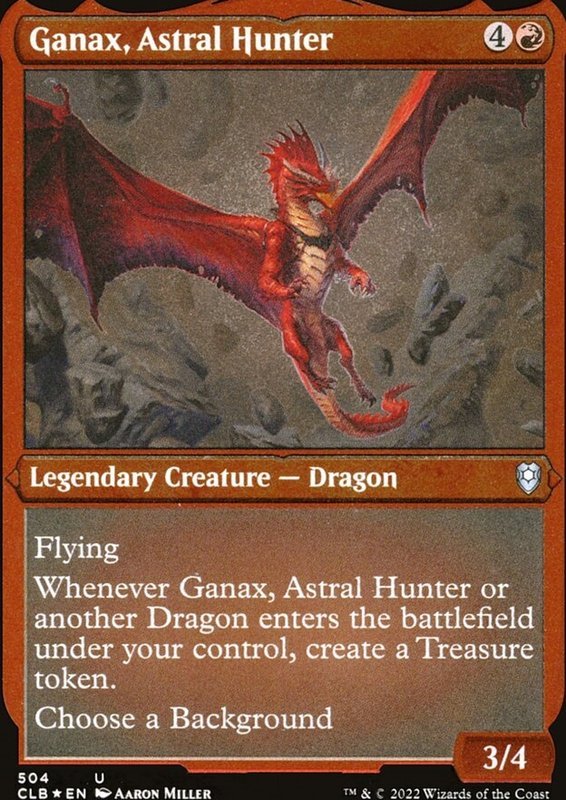 Ganax, Astral Hunter 4
Legendary Creature — Dragon
Flying
Whenever Ganax, Astral Hunter or
another Dragon enters the battlefield
under your control, create a Treasure
token.
Choose a Background
3/4
504 U
CLB★EN Aaron Miller
™ & © 2022 Wizards of the Coast